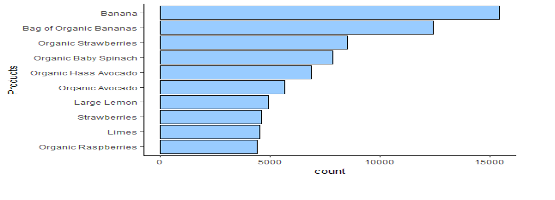 Banana
Bag of Organic Bananas
Organic Strawberries
Organic Baby Spinach
Organic Hass Avocado
Organic Avocado
Large Lemon
Strawberries
Limes
Organic Raspberries
Products
0 5000 10000 15000
count